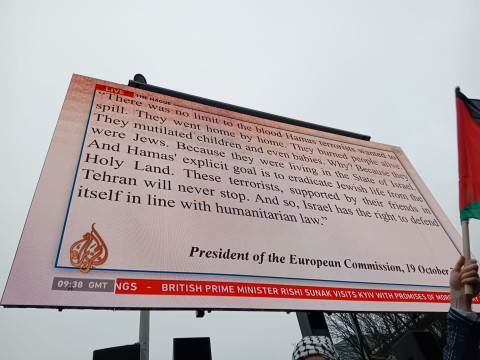 LIVE THE HAGUE
“There was no limit to the blood Hamas terrorists wanted to
spill. They went home by home. They burned people alive.
They mutilated children and even babies. Why? Because they
were Jews. Because they were living in the State of Israel.
And Hamas' explicit goal is to eradicate Jewish life from the
Holy Land. These terrorists, supported by their friends in
Tehran will never stop. And so, Israel has the right to defend
itself in line with humanitarian law.”
President of the European Commission, 19 October
09:38 GMT NGS - BRITISH PRIME MINISTER RISHI SUNAK VISITS KYIV WITH PROMISES OF